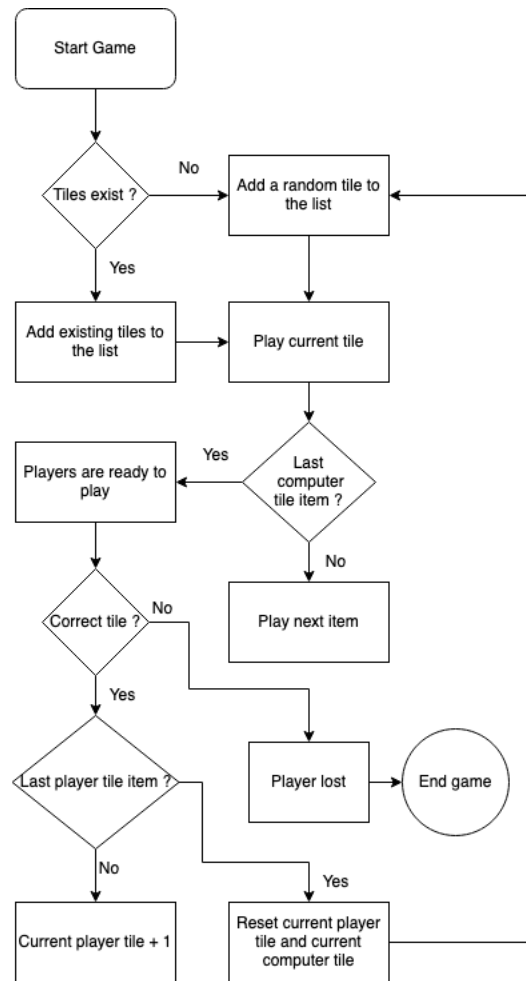 Start Game
Tiles exist ?
No
Add a random tile to
the list
Yes
Add existing tiles to
the list
Play current tile
Players are ready to
play
Yes
Last
computer
tile item ?
No
Play next item
Correct tile ?
No
Yes
Last player tile item ?
Player lost
End game
No
Yes
Current player tile + 1
Reset current player
tile and current
computer tile